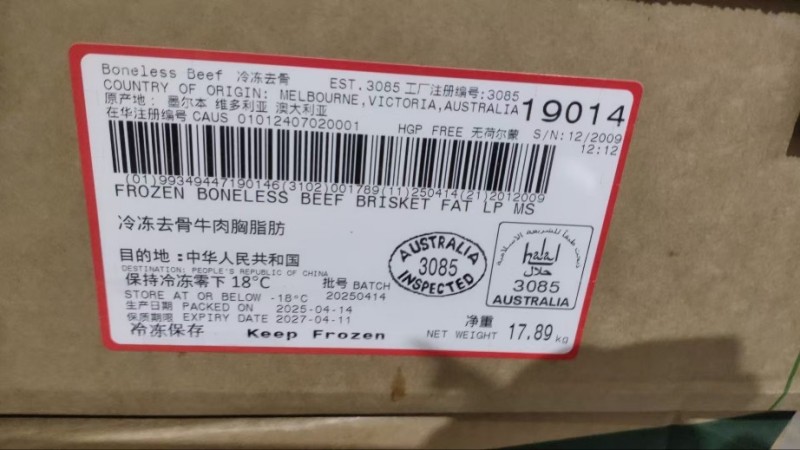 Boneless Beef 冷冻去骨 EST. 3085 工厂注册编号:3085
COUNTRY OF ORIGIN: MELBOURNE,VICTORIA,AUSTRALIA
19014
原产地: 墨尔本 维多利亚 澳大利亚
在华注册编号 CAUS 01012407020001 HGP FREE 无荷尔蒙 S/N:12/2009
12:12
(01)99349447190146(3102)001789(11)250414(21)2012009
FROZEN BONELESS BEEF BRISKET FAT LP MS
冷冻去骨牛肉胸脂肪
目的地:中华人民共和国
DESTINATION: PEOPLE'S REPUBLIC OF CHINA
保持冷冻零下 18°C 批号 BATCH
STORE AT OR BELOW -18°C 20250414
生产日期 PACKED ON 2025-04-14
保质期限 EXPIRY DATE 2027-04-11
冷冻保存 Keep Frozen
AUSTRALIA
3085
INSPECTED
halal
حلال
3085
AUSTRALIA
净重
NET WEIGHT 17.89 kg